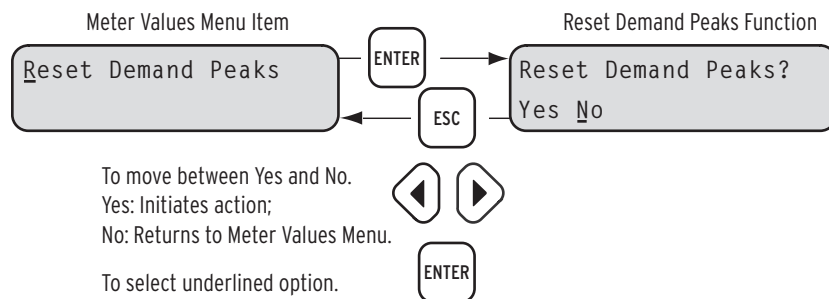 Meter Values Menu Item
Reset Demand Peaks Function
Reset Demand Peaks
ENTER
Reset Demand Peaks?
Yes No
ESC
To move between Yes and No.
Yes: Initiates action;
No: Returns to Meter Values Menu.
To select underlined option.
ENTER